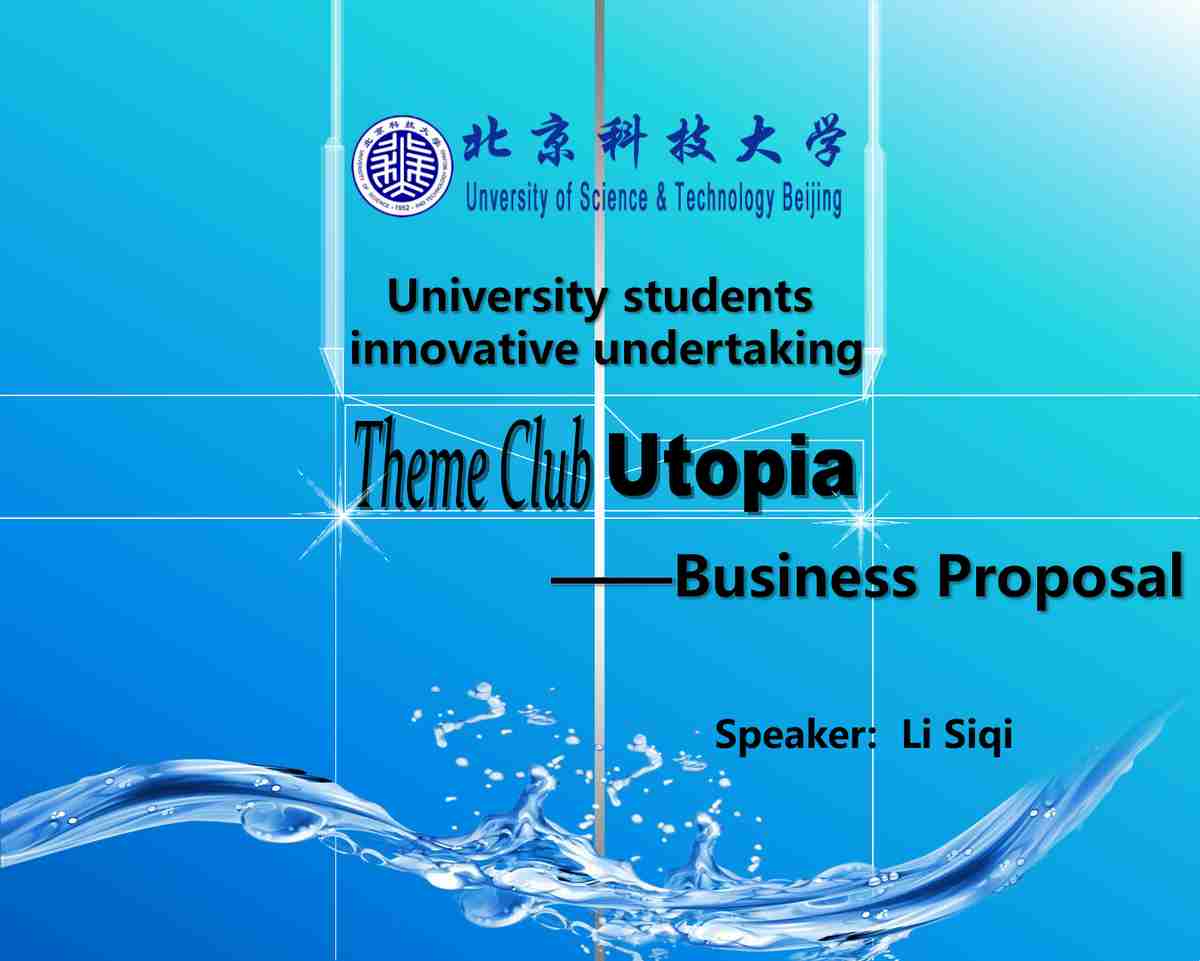 北京科技大学
Unversity of Science & Technology Beijing
University students
innovative undertaking
Theme Club Utopia
——Business Proposal
Speaker: Li Siqi